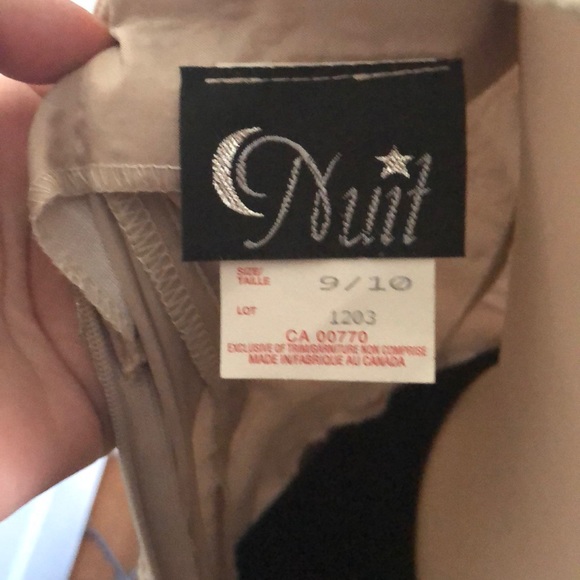 Nuit
SIZE/
TAILLE
9/10
LOT
1203
CA 00770
EXCLUSIVE OF TRIM/GARNITURE NON COMPRISE
MADE IN/FABRIQUE AU CANADA